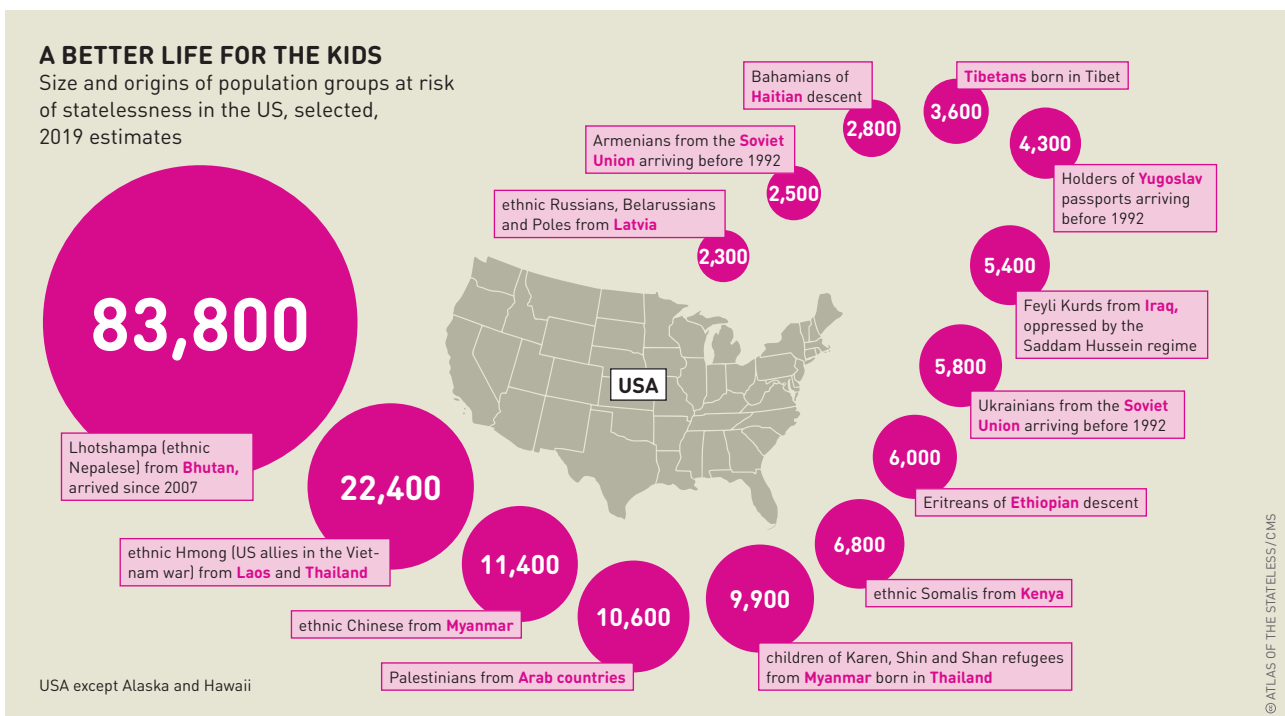 A BETTER LIFE FOR THE KIDS
Size and origins of population groups at risk
of statelessness in the US, selected,
2019 estimates
83,800
Lhotshampa (ethnic
Nepalese) from Bhutan,
arrived since 2007
22,400
ethnic Hmong (US allies in the Viet-
nam war) from Laos and Thailand
11,400
ethnic Chinese from Myanmar
10,600
Palestinians from Arab countries
9,900
children of Karen, Shin and Shan refugees
from Myanmar born in Thailand
6,800
ethnic Somalis from Kenya
6,000
Eritreans of Ethiopian descent
5,800
Ukrainians from the Soviet
Union arriving before 1992
5,400
Feyli Kurds from Iraq,
oppressed by the
Saddam Hussein regime
4,300
Holders of Yugoslav
passports arriving
before 1992
Tibetans born in Tibet
3,600
Bahamians of
Haitian descent
2,800
Armenians from the Soviet
Union arriving before 1992
2,500
ethnic Russians, Belarussians
and Poles from Latvia
2,300
USA
USA except Alaska and Hawaii
ATLAS OF THE STATELESS/CMS